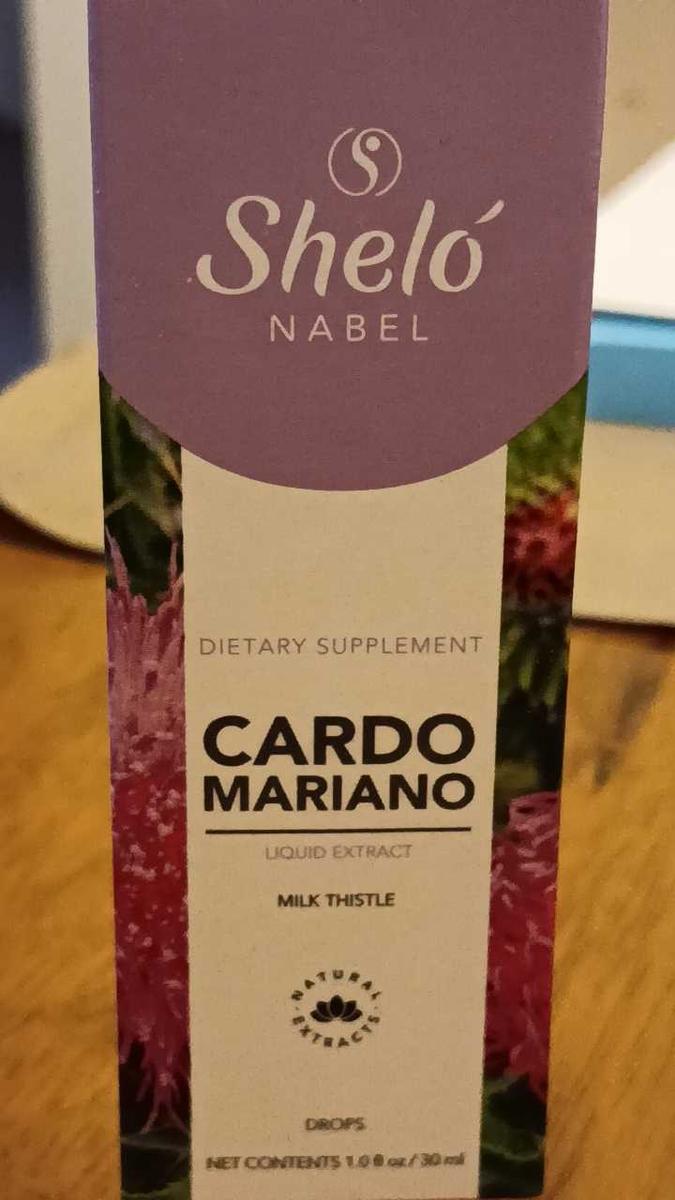 Sheló
NABEL
DIETARY SUPPLEMENT
CARDO
MARIANO
LIQUID EXTRACT
MILK THISTLE
NATURAL
EXTRACTS
DROPS
NET CONTENTS 1.0 fl oz / 30 ml